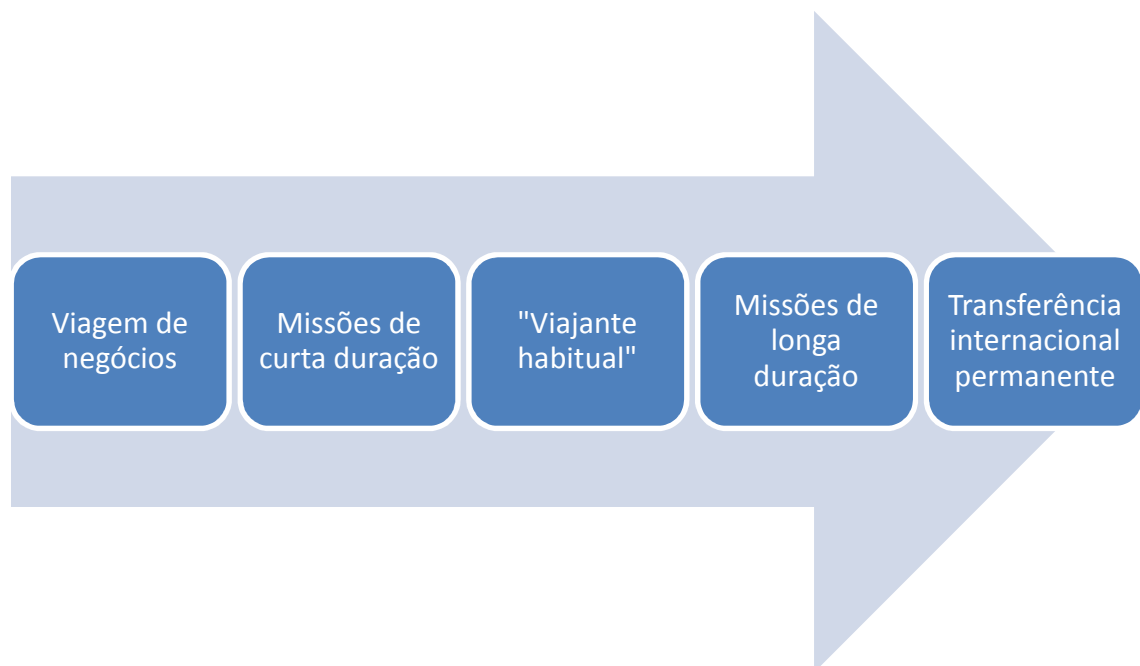 Viagem de
negócios
Missões de
curta duração
"Viajante
habitual"
Missões de
longa
duração
Transferência
internacional
permanente